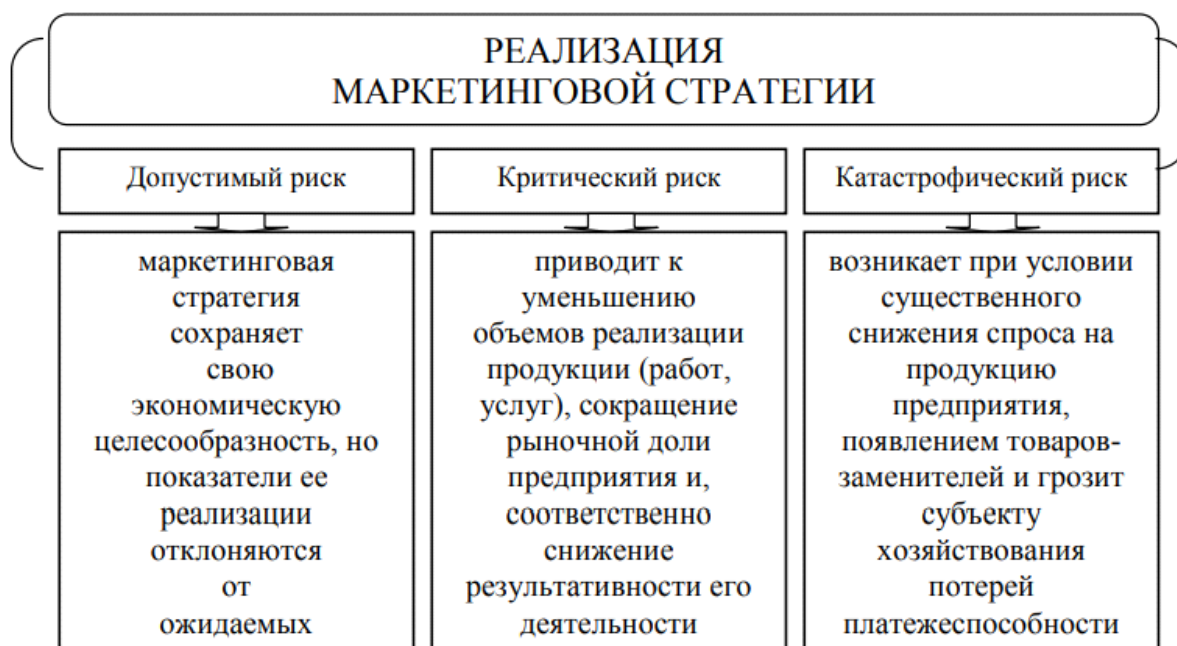 РЕАЛИЗАЦИЯ
МАРКЕТИНГОВОЙ СТРАТЕГИИ
Допустимый риск
маркетинговая
стратегия
сохраняет
свою
экономическую
целесообразность, но
показатели ее
реализации
отклоняются
от
ожидаемых
Критический риск
приводит к
уменьшению
объемов реализации
продукции (работ,
услуг), сокращение
рыночной доли
предприятия и,
соответственно
снижение
результативности его
деятельности
Катастрофический риск
возникает при условии
существенного
снижения спроса на
продукцию
предприятия,
появлением товаров-
заменителей и грозит
субъекту
хозяйствования
потерей
платежеспособности